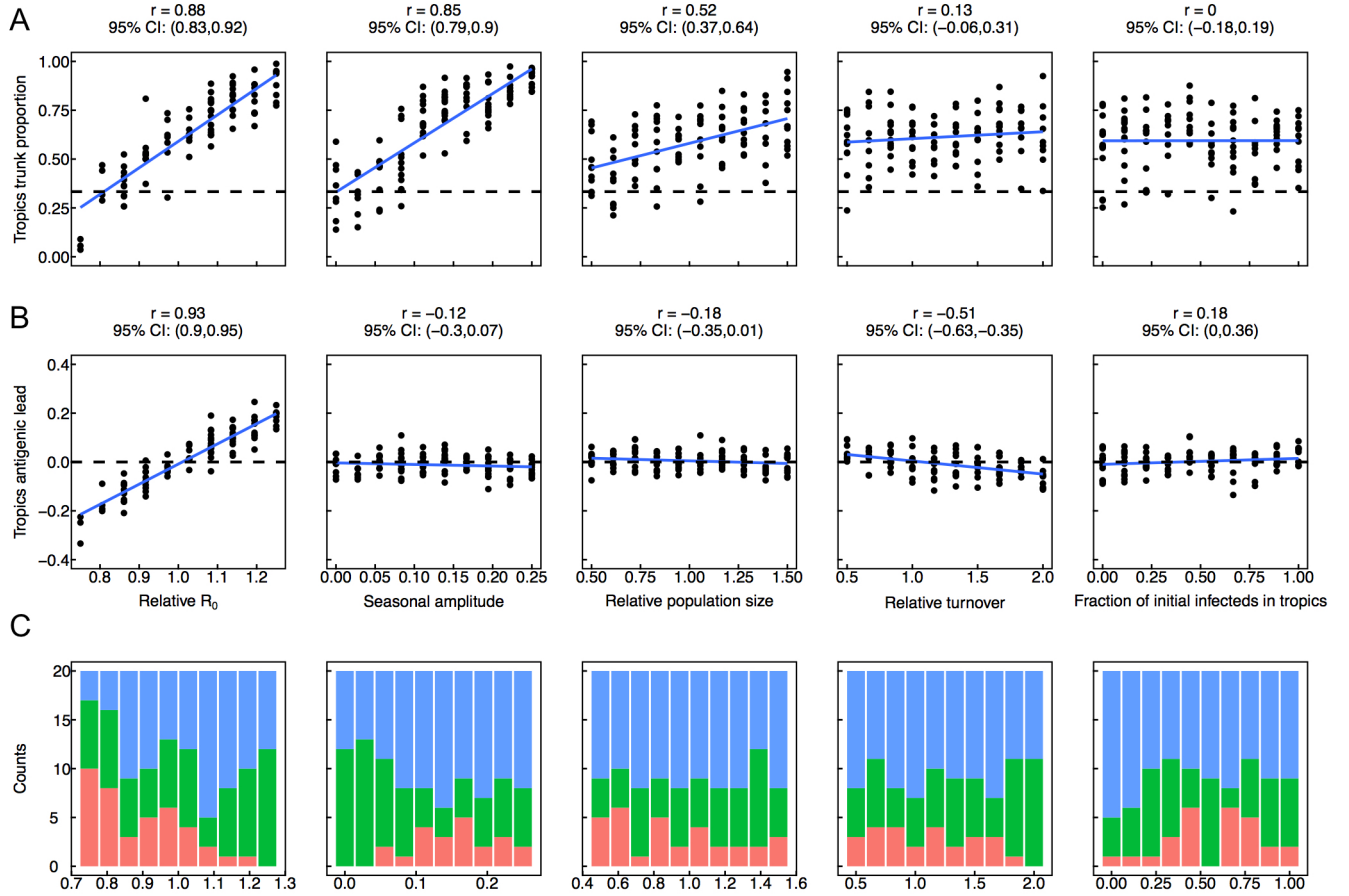 A
r = 0.88
95% CI: (0.83,0.92)
r = 0.85
95% CI: (0.79,0.9)
r = 0.52
95% CI: (0.37,0.64)
r = 0.13
95% CI: (−0.06,0.31)
r = 0
95% CI: (−0.18,0.19)
Tropics trunk proportion
1.00
0.75
0.50
0.25
0.00
B
r = 0.93
95% CI: (0.9,0.95)
r = −0.12
95% CI: (−0.3,0.07)
r = −0.18
95% CI: (−0.35,0.01)
r = −0.51
95% CI: (−0.63,−0.35)
r = 0.18
95% CI: (0,0.36)
Tropics antigenic lead
0.4
0.2
0.0
−0.2
−0.4
0.8 0.9 1.0 1.1 1.2
0.00 0.05 0.10 0.15 0.20 0.25
0.50 0.75 1.00 1.25 1.50
0.5 1.0 1.5 2.0
0.00 0.25 0.50 0.75 1.00
Relative R0
Seasonal amplitude
Relative population size
Relative turnover
Fraction of initial infecteds in tropics
C
Counts
20
15
10
5
0
0.7 0.8 0.9 1.0 1.1 1.2 1.3
0.0 0.1 0.2
0.4 0.6 0.8 1.0 1.2 1.4 1.6
0.5 1.0 1.5 2.0
0.00 0.25 0.50 0.75 1.00